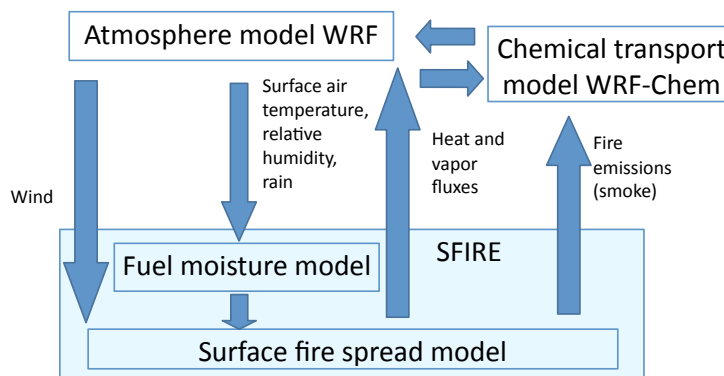 Atmosphere model WRF
Chemical transport
model WRF-Chem
Surface air
temperature,
relative
humidity,
rain
Heat and
vapor
fluxes
Fire
emissions
(smoke)
Wind
SFIRE
Fuel moisture model
Surface fire spread model